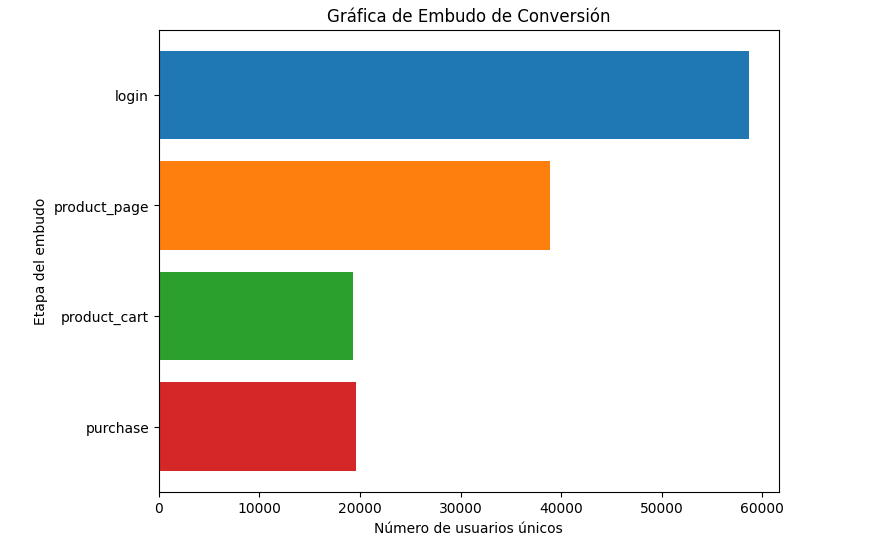 Gráfica de Embudo de Conversión
Etapa del embudo
login
product_page
product_cart
purchase
0 10000 20000 30000 40000 50000 60000
Número de usuarios únicos